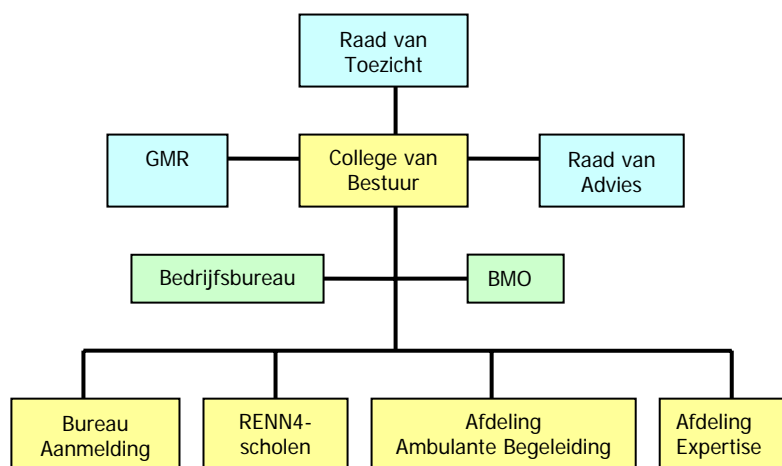 Raad van
Toezicht
GMR
College van
Bestuur
Raad van
Advies
Bedrijfsbureau
BMO
Bureau
Aanmelding
RENN4-
scholen
Afdeling
Ambulante Begeleiding
Afdeling
Expertise